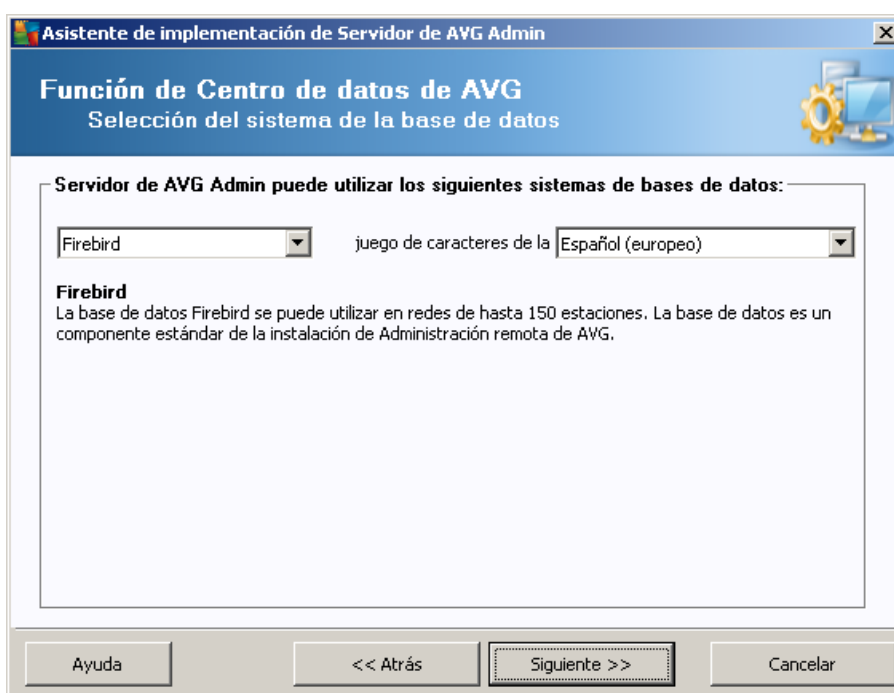 Asistente de implementación de Servidor de AVG Admin
Función de Centro de datos de AVG
Selección del sistema de la base de datos
Servidor de AVG Admin puede utilizar los siguientes sistemas de bases de datos:
Firebird juego de caracteres de la Español (europeo)
Firebird
La base de datos Firebird se puede utilizar en redes de hasta 150 estaciones. La base de datos es un
componente estándar de la instalación de Administración remota de AVG.
Ayuda << Atrás Siguiente >> Cancelar